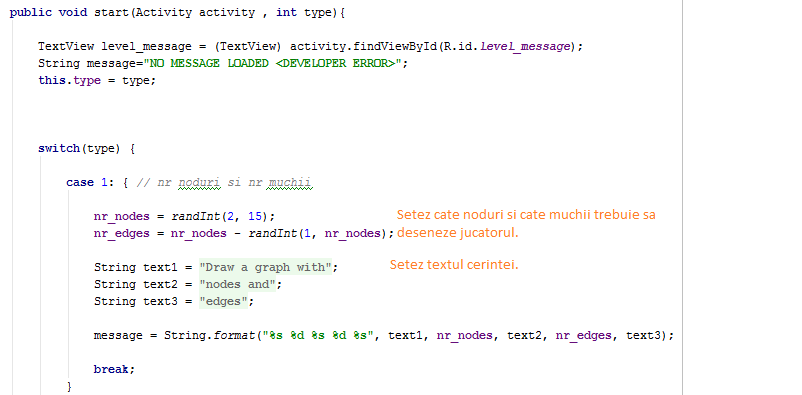 public void start(Activity activity , int type){
TextView level_message = (TextView) activity.findViewById(R.id.level_message);
String message="NO MESSAGE LOADED <DEVELOPER ERROR>";
this.type = type;
switch(type) {
case 1: { // nr noduri si nr muchii
nr_nodes = randInt(2, 15); Setez cate noduri si cate muchii trebuie sa
nr_edges = nr_nodes - randInt(1, nr_nodes); deseneze jucatorul.
String text1 = "Draw a graph with"; Setez textul cerintei.
String text2 = "nodes and";
String text3 = "edges";
message = String.format("%s %d %s %d %s", text1, nr_nodes, text2, nr_edges, text3);
break;
}